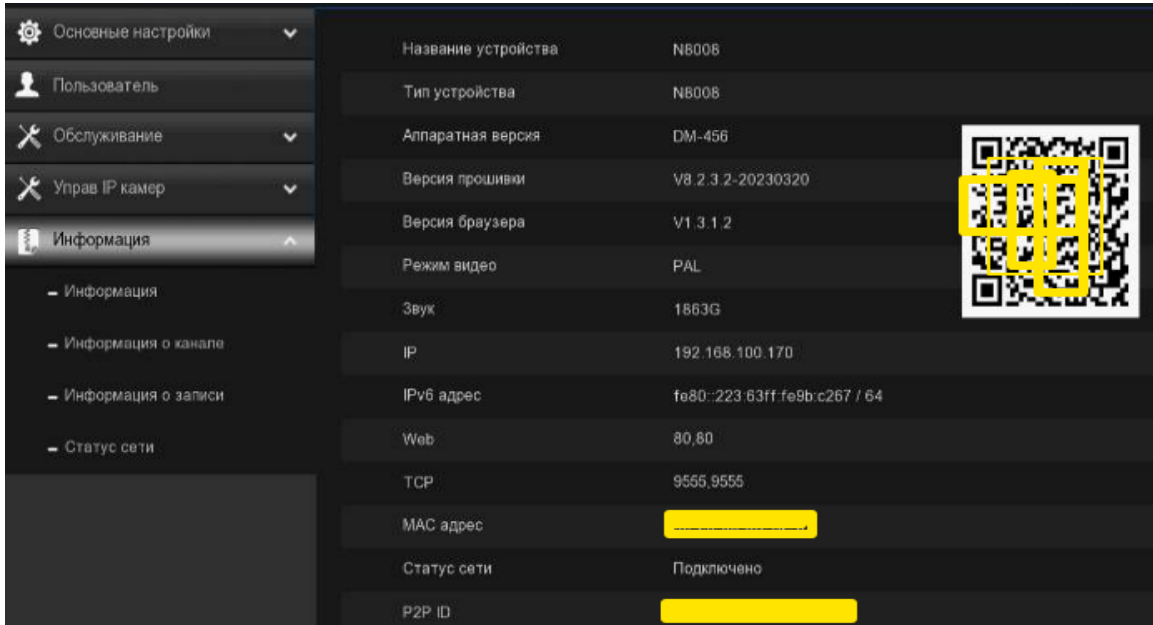 Основные настройки
Пользователь
Обслуживание
Управ IP камер
Информация
– Информация
– Информация о канале
– Информация о записи
– Статус сети
Название устройства N8008
Тип устройства N8008
Аппаратная версия DM-456
Версия прошивки V8.2.3.2-20230320
Версия браузера V1.3.1.2
Режим видео PAL
Звук 1863G
IP 192.168.100.170
IPv6 адрес fe80::223:63ff:fe9b:c267 / 64
Web 80,80
TCP 9555,9555
MAC адрес
Статус сети Подключено
P2P ID